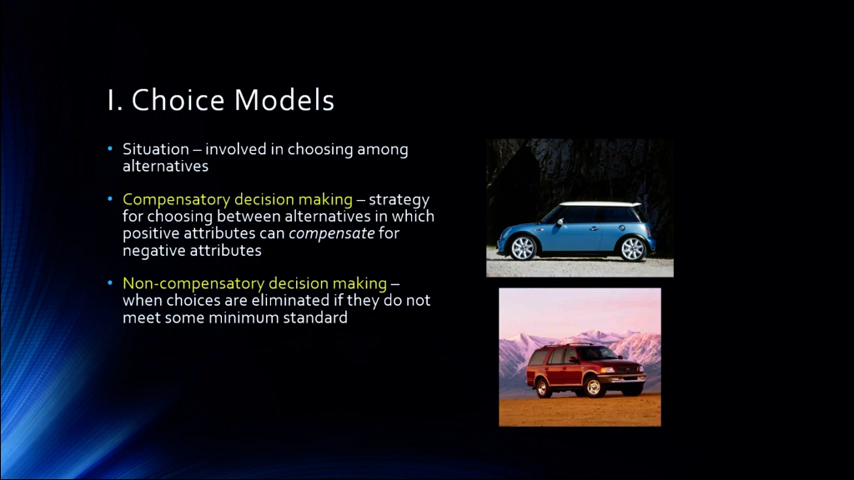 I. Choice Models
• Situation – involved in choosing among
alternatives
• Compensatory decision making – strategy
for choosing between alternatives in which
positive attributes can compensate for
negative attributes
• Non-compensatory decision making –
when choices are eliminated if they do not
meet some minimum standard